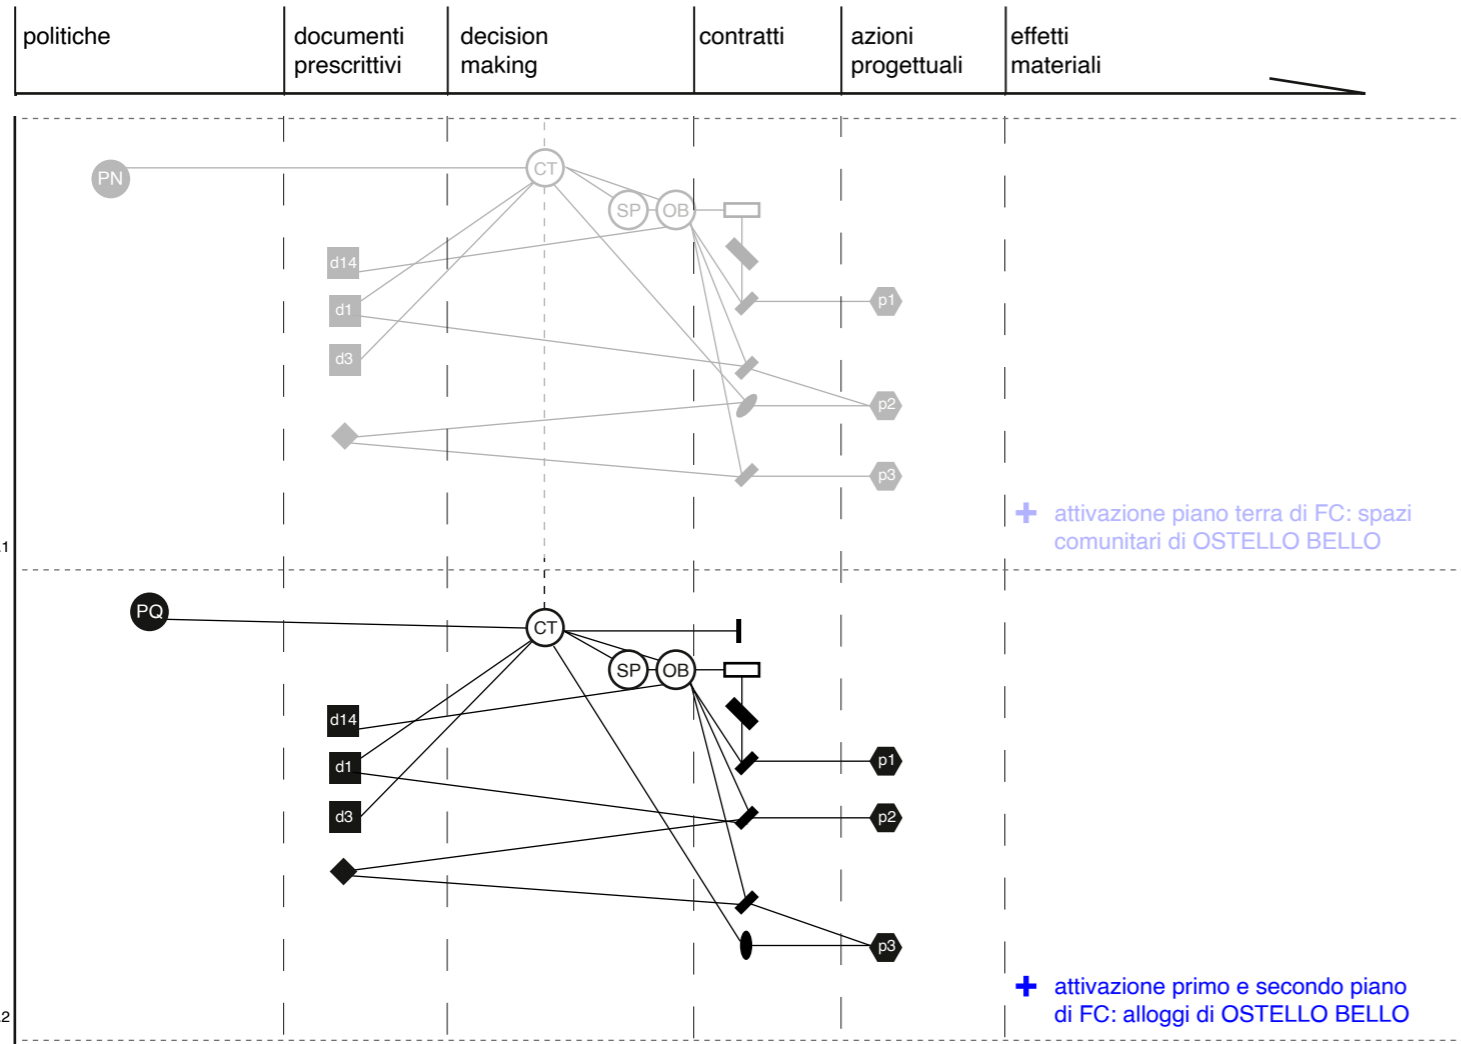 politiche
documenti
prescrittivi
decision
making
contratti
azioni
progettuali
effetti
materiali
PN
CT
SP
OB
d14
d1
p1
d3
p2
p3
+ attivazione piano terra di FC: spazi
comunitari di OSTELLO BELLO
.1
PQ
CT
SP
OB
d14
d1
p1
d3
p2
p3
+ attivazione primo e secondo piano
di FC: alloggi di OSTELLO BELLO
.2